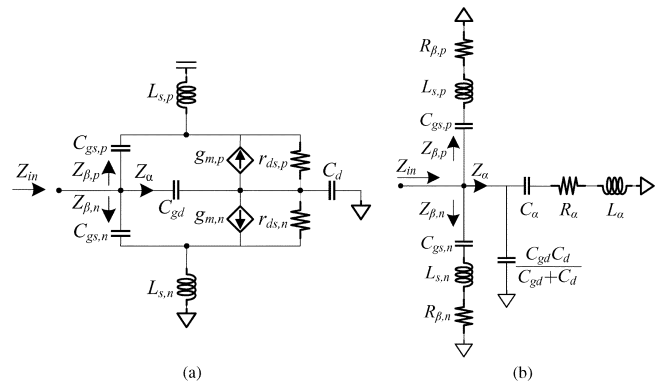 L_{s,p}
C_{gs,p}
g_{m,p}
r_{ds,p}
C_d
Z_{in}
Z_{β,p}
Z_α
Z_{β,n}
C_{gd}
C_{gs,n}
g_{m,n}
r_{ds,n}
L_{s,n}
(a)
R_{β,p}
L_{s,p}
C_{gs,p}
Z_{in}
Z_{β,p}
Z_α
Z_{β,n}
C_α
R_α
L_α
C_{gs,n}
C_{gd}C_d
C_{gd}+C_d
L_{s,n}
R_{β,n}
(b)